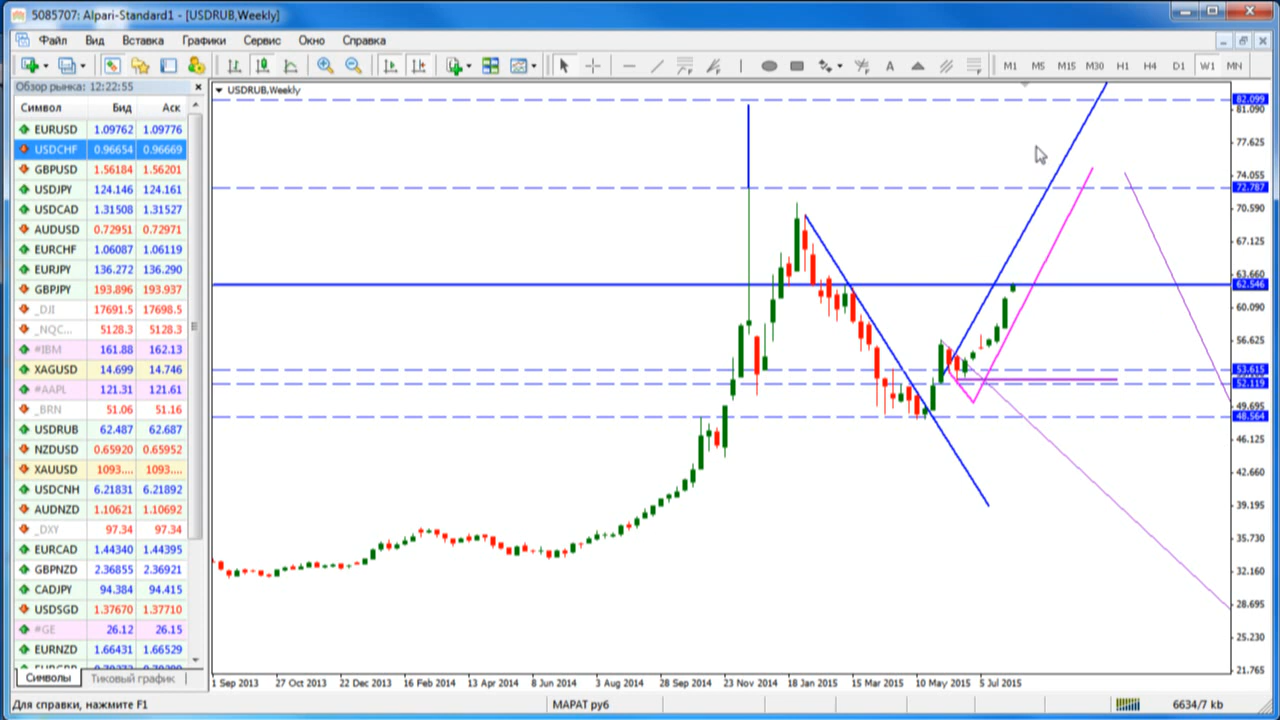 5085707: Alpari-Standard1 - [USDRUB,Weekly]
Файл Вид Вставка Графики Сервис Окно Справка
A M1 M5 M15 M30 H1 H4 D1 W1 MN
Обзор рынка: 12:22:55
Символ Бид Аск
EURUSD 1.09762 1.09776
USDCHF 0.96654 0.96669
GBPUSD 1.56184 1.56201
USDJPY 124.146 124.161
USDCAD 1.31508 1.31527
AUDUSD 0.72951 0.72971
EURCHF 1.06087 1.06119
EURJPY 136.272 136.290
GBPJPY 193.896 193.937
_DJI 17691.5 17698.5
_NQC... 5128.3 5128.3
#IBM 161.88 162.13
XAGUSD 14.699 14.746
#AAPL 121.31 121.61
_BRN 51.06 51.16
USDRUB 62.487 62.687
NZDUSD 0.65920 0.65952
XAUUSD 1093.... 1093....
USDCNH 6.21831 6.21892
AUDNZD 1.10621 1.10692
_DXY 97.34 97.34
EURCAD 1.44340 1.44395
GBPNZD 2.36855 2.36921
CADJPY 94.384 94.415
USDSGD 1.37670 1.37710
#GE 26.12 26.15
EURNZD 1.66431 1.66529
Символы Тиковый график
USDRUB,Weekly
82.099
81.090
77.625
74.055
72.787
70.590
67.125
63.660
62.546
60.090
56.625
53.615
52.119
49.695
48.564
46.125
42.660
39.195
35.730
32.160
28.695
25.230
21.765
1 Sep 2013 27 Oct 2013 22 Dec 2013 16 Feb 2014 13 Apr 2014 8 Jun 2014 3 Aug 2014 28 Sep 2014 23 Nov 2014 18 Jan 2015 15 Mar 2015 10 May 2015 5 Jul 2015
Для справки, нажмите F1 МАРАТ руб 6634/7 kb